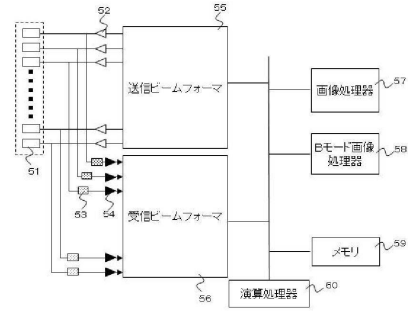 52
55
送信ビームフォーマ
画像処理器
57
Bモード画像
処理器
58
51
53
54
受信ビームフォーマ
56
メモリ
59
演算処理器
60